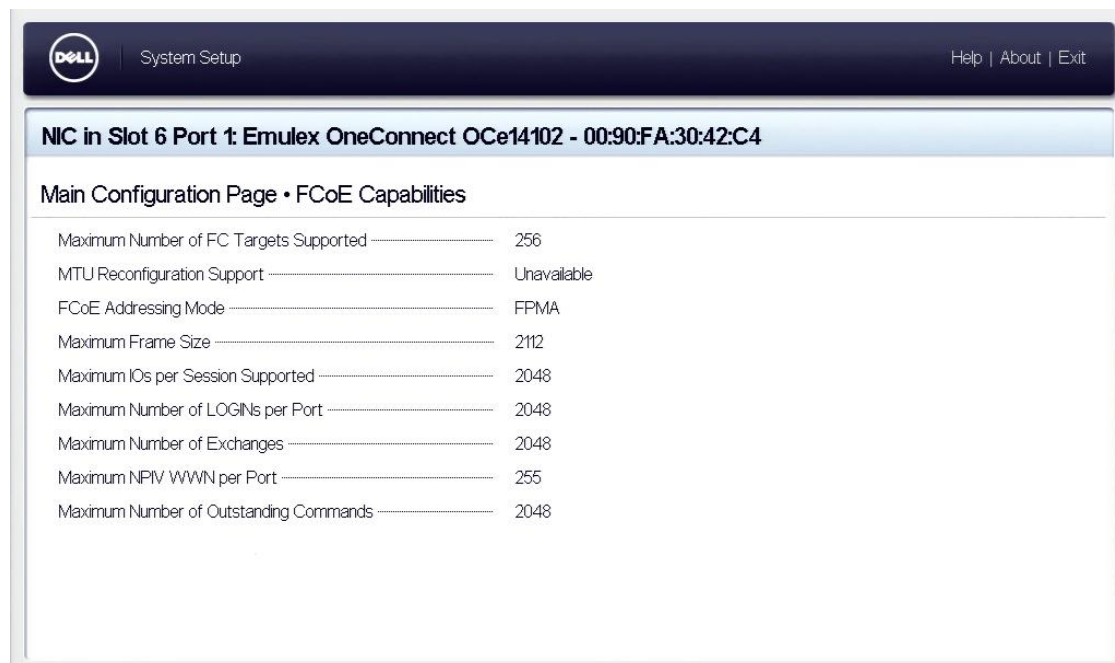 DELL System Setup Help | About | Exit
NIC in Slot 6 Port 1: Emulex OneConnect OCe14102 - 00:90:FA:30:42:C4
Main Configuration Page • FCoE Capabilities
Maximum Number of FC Targets Supported 256
MTU Reconfiguration Support Unavailable
FCoE Addressing Mode FPMA
Maximum Frame Size 2112
Maximum IOs per Session Supported 2048
Maximum Number of LOGINs per Port 2048
Maximum Number of Exchanges 2048
Maximum NPIV WWN per Port 255
Maximum Number of Outstanding Commands 2048